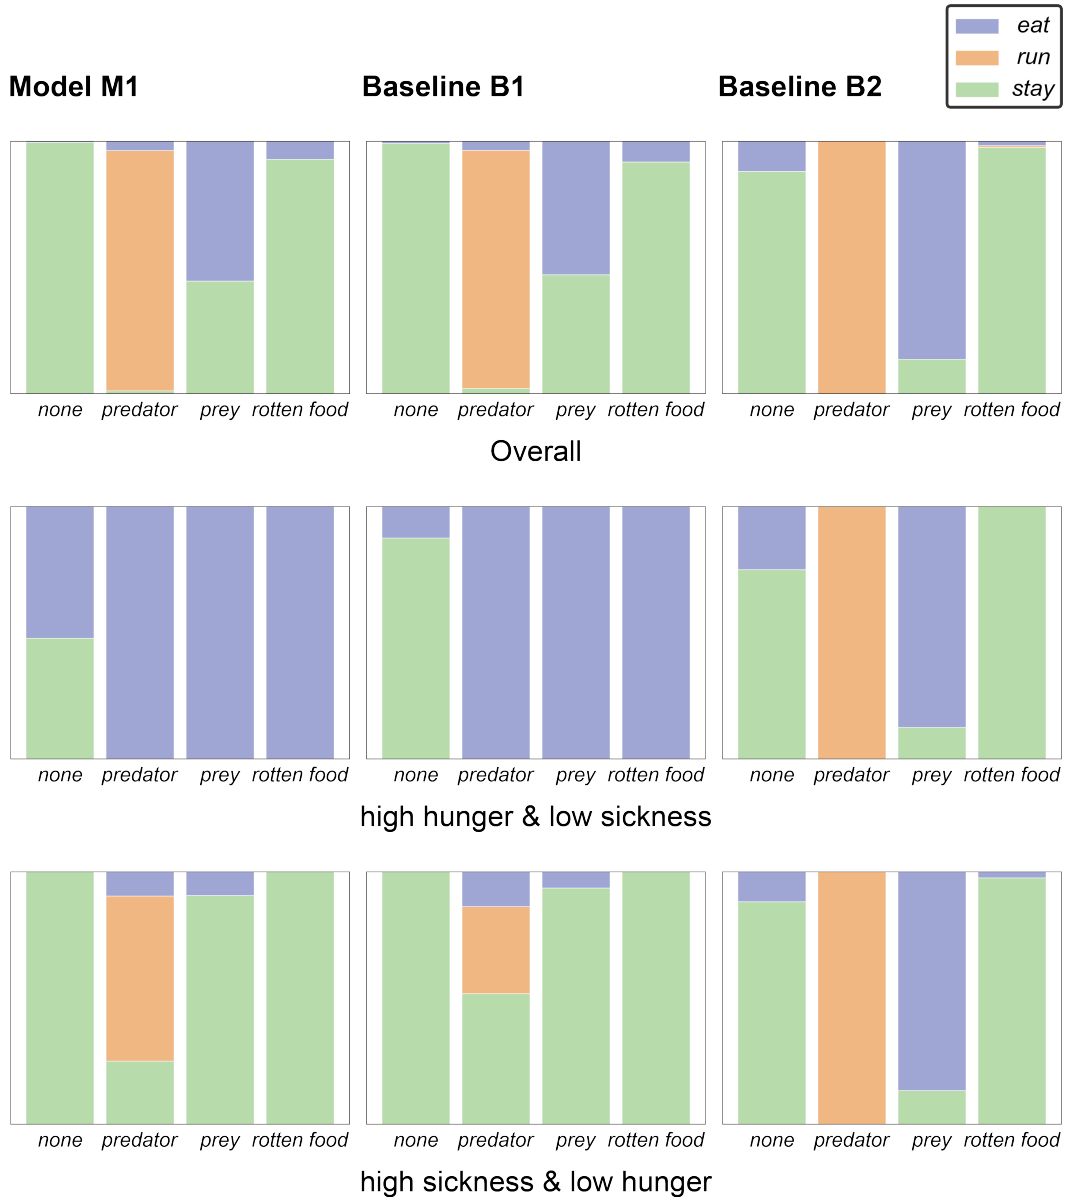 eat
run
stay
Model M1
Baseline B1
Baseline B2
none predator prey rotten food
none predator prey rotten food
none predator prey rotten food
Overall
none predator prey rotten food
none predator prey rotten food
none predator prey rotten food
high hunger & low sickness
none predator prey rotten food
none predator prey rotten food
none predator prey rotten food
high sickness & low hunger